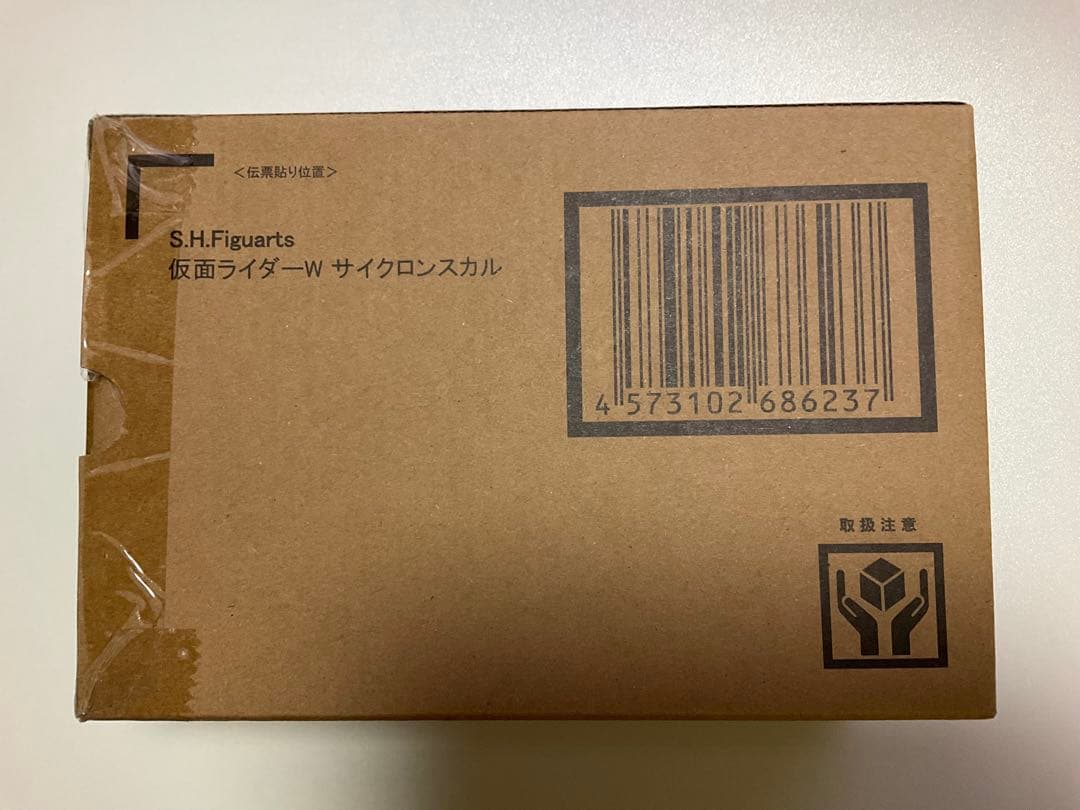 <伝票貼り位置>
S.H.Figuarts
仮面ライダーW サイクロンスカル
4 573102 686237
取扱注意